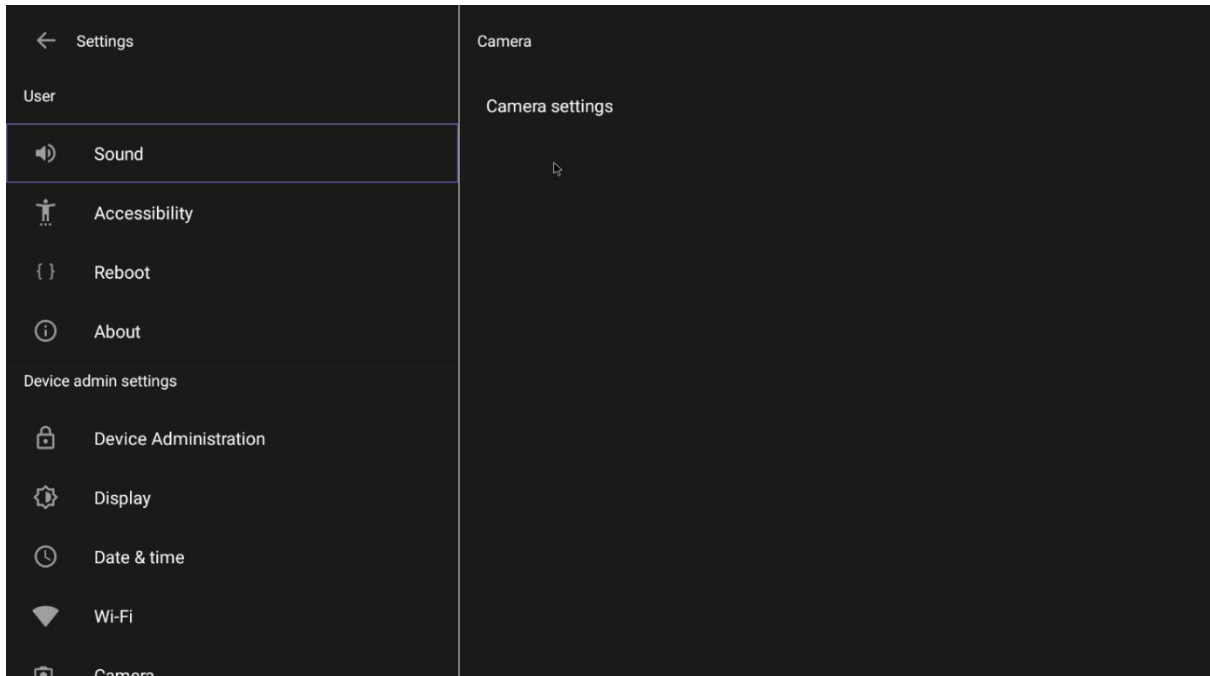 Settings
User
Sound
Accessibility
Reboot
About
Device admin settings
Device Administration
Display
Date & time
Wi-Fi
Camera
Camera
Camera settings